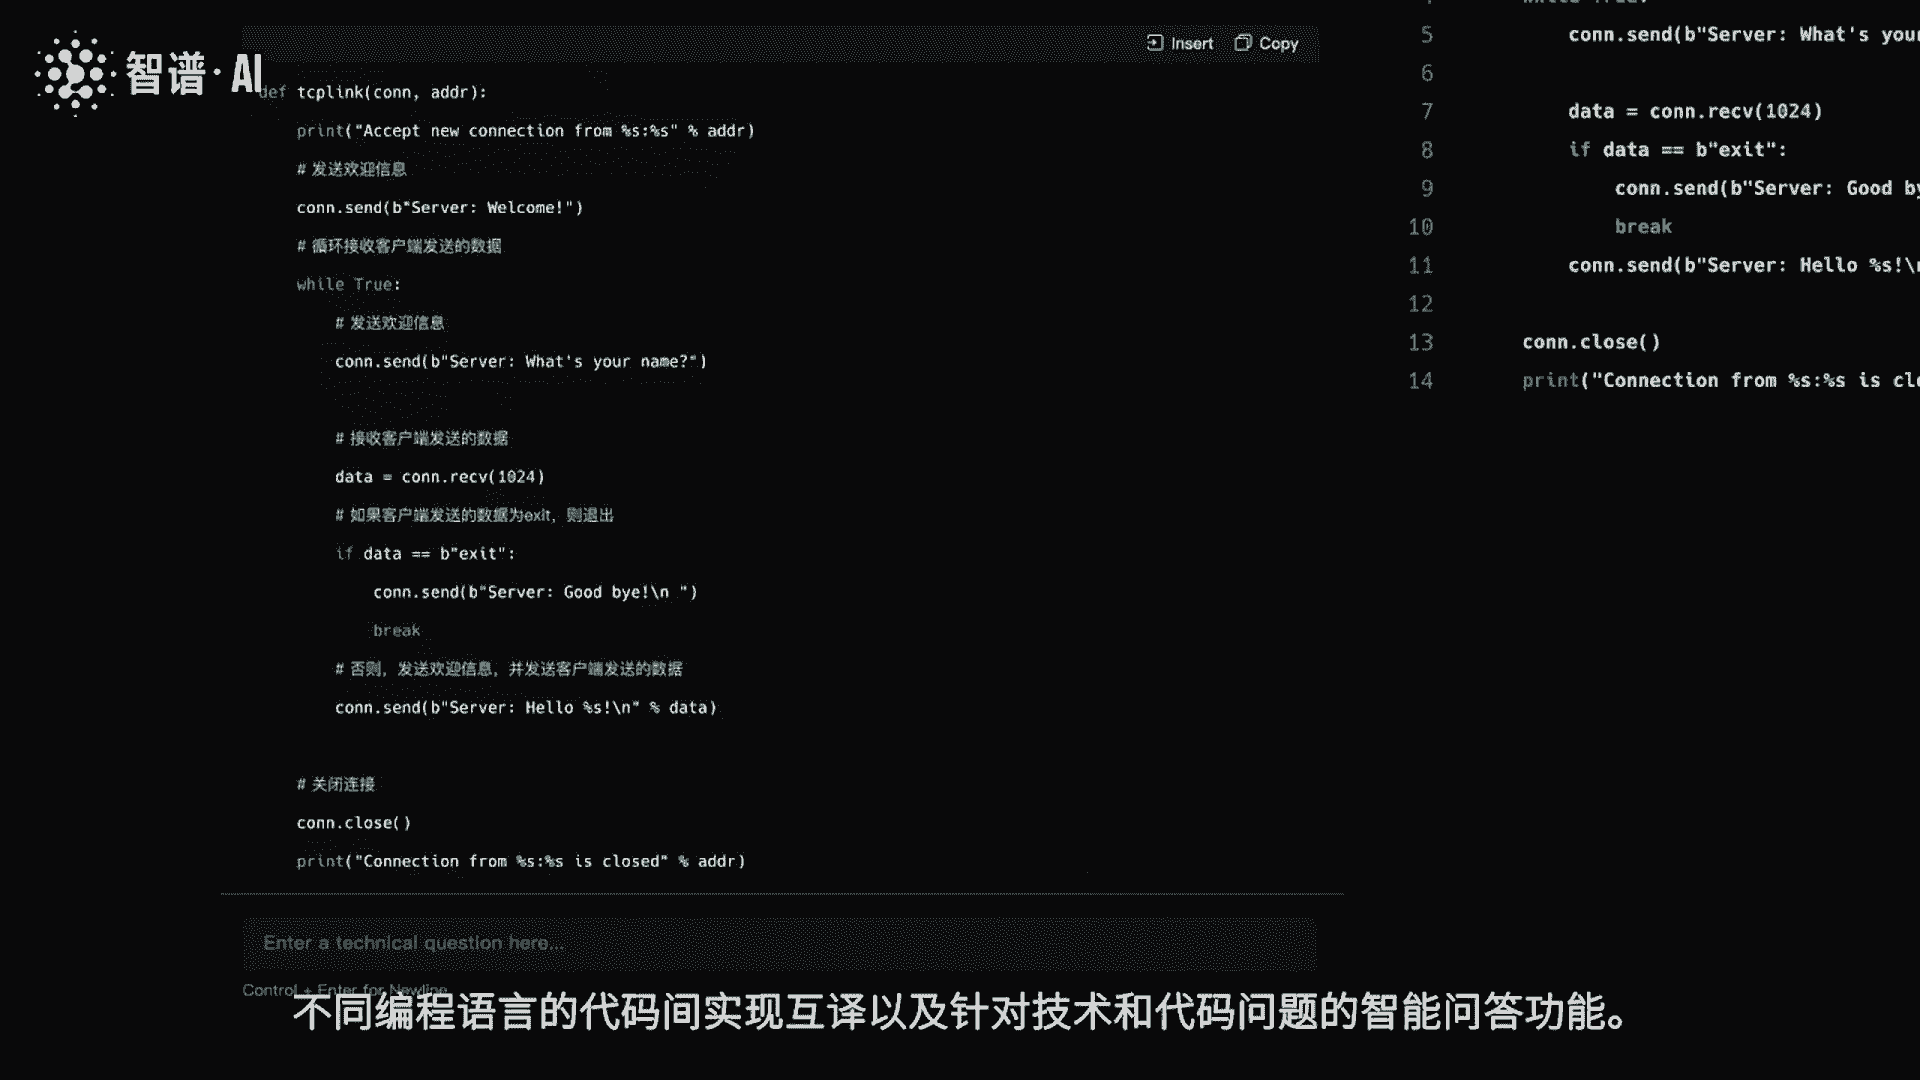 智谱·AI
Insert Copy
def tcplink(conn, addr):
print("Accept new connection from %s:%s" % addr)
# 发送欢迎信息
conn.send(b"Server: Welcome!")
# 循环接收客户端发送的数据
while True:
# 发送欢迎信息
conn.send(b"Server: What's your name?")
# 接收客户端发送的数据
data = conn.recv(1024)
# 如果客户端发送的数据为exit，则退出
if data == b"exit":
conn.send(b"Server: Good bye!\n ")
break
# 否则，发送欢迎信息，并发送客户端发送的数据
conn.send(b"Server: Hello %s!\n" % data)
# 关闭连接
conn.close()
print("Connection from %s:%s is closed" % addr)
Enter a technical question here...
Control + Enter for Newline
while True:
5 conn.send(b"Server: What's you
6
7 data = conn.recv(1024)
8 if data == b"exit":
9 conn.send(b"Server: Good by
10 break
11 conn.send(b"Server: Hello %s!\n
12
13 conn.close()
14 print("Connection from %s:%s is clo
不同编程语言的代码间实现互译以及针对技术和代码问题的智能问答功能。